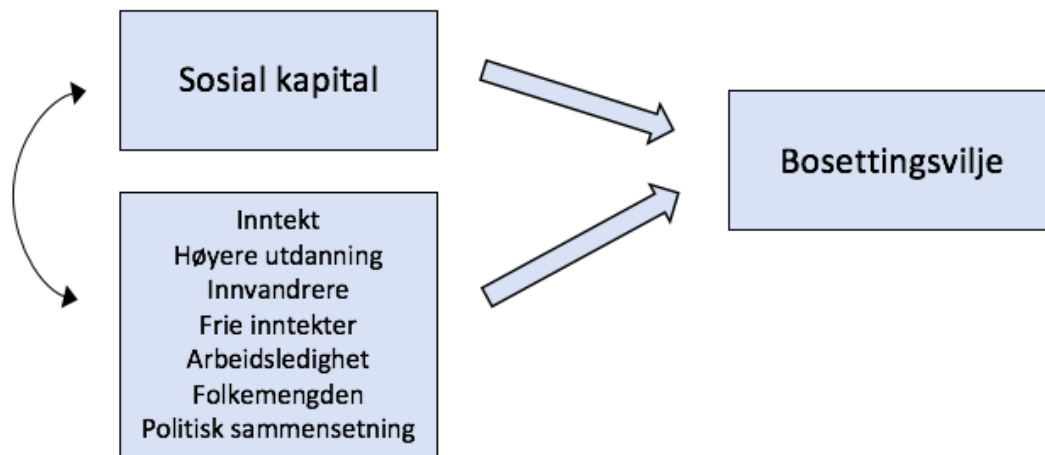 Sosial kapital
Bosettingsvilje
Inntekt
Høyere utdanning
Innvandrere
Frie inntekter
Arbeidsledighet
Folkemengden
Politisk sammensetning